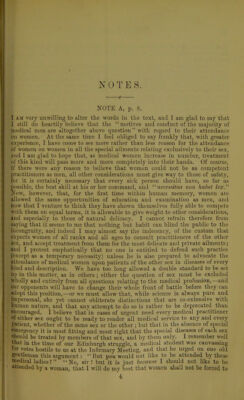 NOTES.
NOTE A, p. 8.
I AM very unwilling to alter the words in the text, and I am glad to say that
I still do heartily believe that the "motives and conduct of the majority of
medical men are altogether above question" with regard to their attendance
on women. At the same time I feel obliged to say frankly that, with greater
experience, I have come to see more rather than less reason for the attendance
of women on women in all the special ailments relating exclusively to their sex,
and I am glad to hope that, as medical women increase in number, treatment
of this kind will pass more and more completely into their hands. Of course,
if there were any reason to believe that women could not be as competent
practitioners as men, all other considerations must give way to those of safety,
for it is certainly necessary that every sick person should have, so far as
possible, the best skill at his or her command, and "necessitas non habet lex."
Now, however, that, for the first time within human memory, women are
allowed the same opportunities of education and examination as men, and
now that I venture to think they have shown themselves fully able to compete
with them on equal terms, it is allowable to give weight to other considerations,
and especially to those of natural delicacy. I cannot refrain therefore from
saying that it seems to me that nothing but habit can blind the public to the
incongruity, and indeed I may almost say the indecency, of the custom that
permits women of all ranks and ages to consult practitioners of the other
sex, and accept treatment from them for the most delicate and private ailments
and I protest emphatically that no one is entitled to defend such practice
(except as a temporary necessity) unless he is also prepared to advocate the
attendance of medical women upon patients of the other sex in diseases of every
kind and description. We have too long allowed a double standard to be set
up in this matter, as in others; either the question of sex must be excluded
wholly and entirely from all questions relating to the medical profession,—and
our opponents will have to change their whole front of battle before they can
adopt this position,—or we must allow that, while science is always pure and
impersonal, she yet cannot obliterate distinctions that are co-extensive with
human nature, and that any attempt to do so is rather to be deprecated than
encouraged. I believe that in cases of urgent need every medical practitioner
of either sex ought to be ready to render all medical service to any and every
patient, whether of the same sex or the other; but that in the absence of special
emergency it is most fitting and most right that the special diseases of each sex
should be treated by members of that sex, and by them only. I remember well
that in the time of our Edinburgh struggle, a medical student was canvassing
for votes hostile to us at the Infirmary Meeting, and that he urged on one old
gentleman this argument: "But you would not like to be attended by these
medical ladies?" "No, sir! but it is just because I should not like to be
attended by a woman, that I will do my best that women shall not be forced to